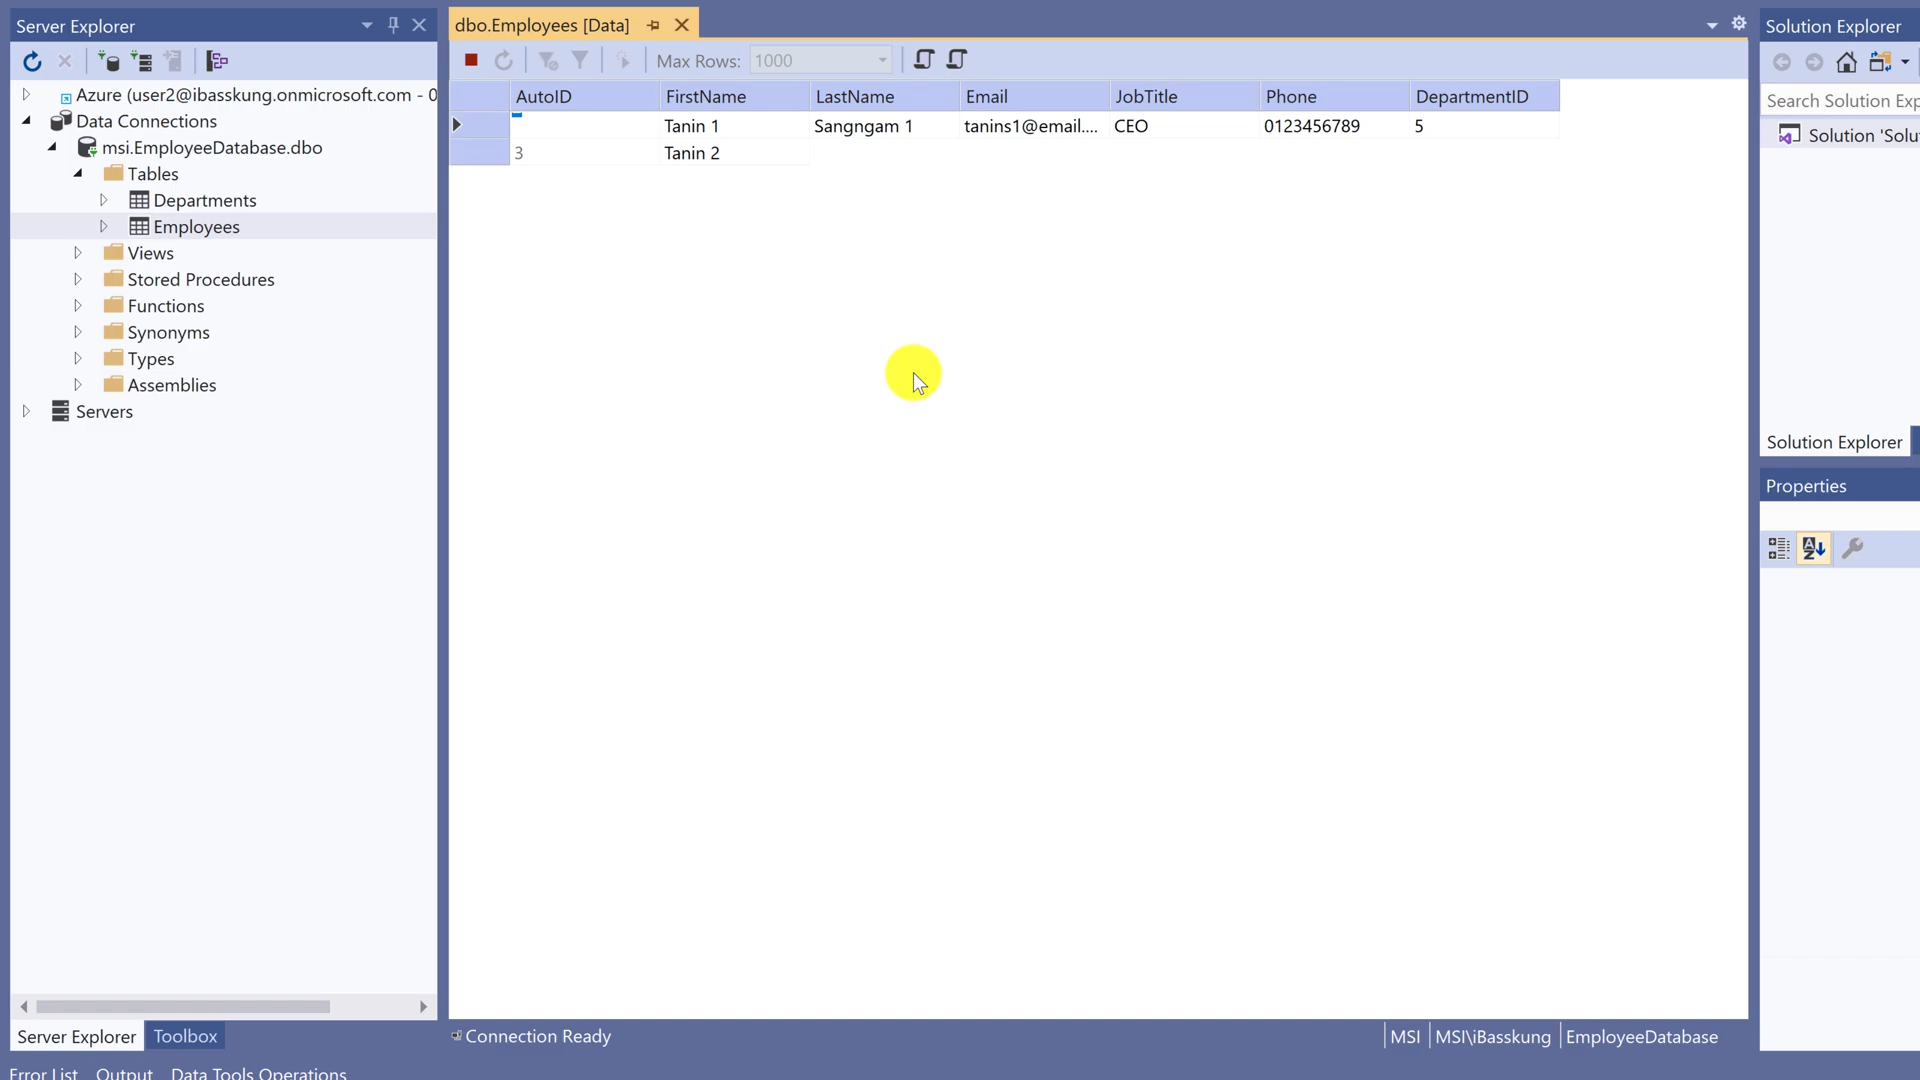 Server Explorer
Azure (user2@ibasskung.onmicrosoft.com - 0
Data Connections
msi.EmployeeDatabase.dbo
Tables
Departments
Employees
Views
Stored Procedures
Functions
Synonyms
Types
Assemblies
Servers
Server Explorer
Toolbox
Error List Output Data Tools Operations
dbo.Employees [Data]
Max Rows: 1000
AutoID FirstName LastName Email JobTitle Phone DepartmentID
Tanin 1 Sangngam 1 tanins1@email.... CEO 0123456789 5
3 Tanin 2
Connection Ready
MSI MSI\iBasskung EmployeeDatabase
Solution Explorer
Search Solution Exp
Solution 'Solu
Solution Explorer
Properties